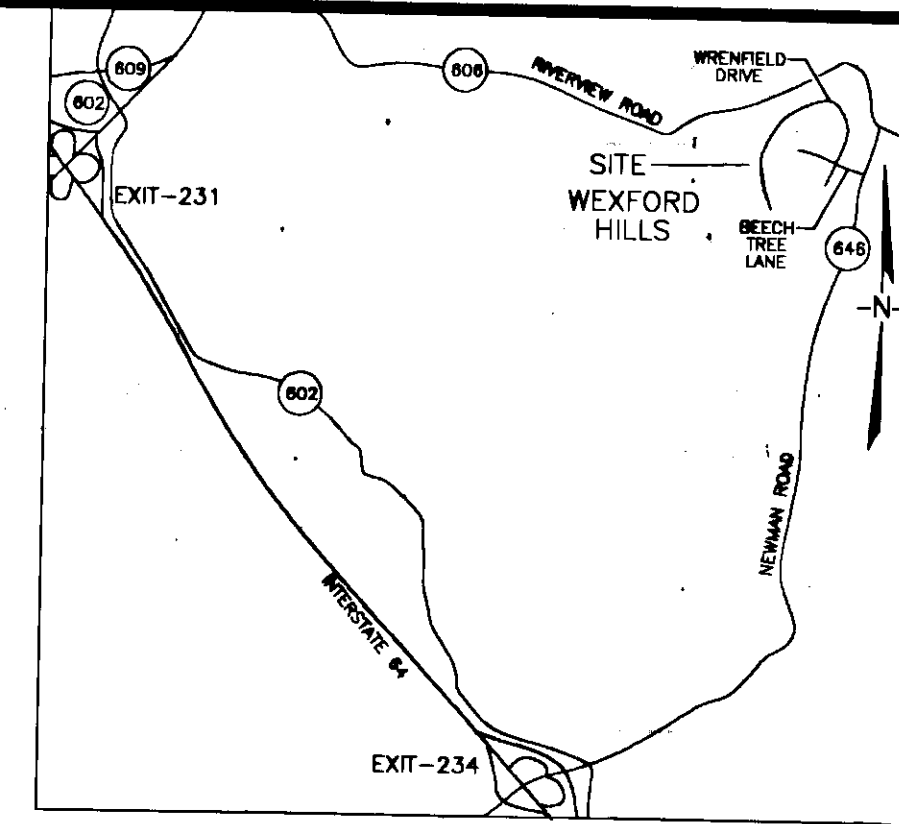 609
606
RIVERVIEW ROAD
WRENFIELD
DRIVE
602
SITE
WEXFORD
HILLS
EXIT-231
BEECH
TREE
LANE
646
-N-
602
NEWMAN ROAD
INTERSTATE 64
EXIT-234